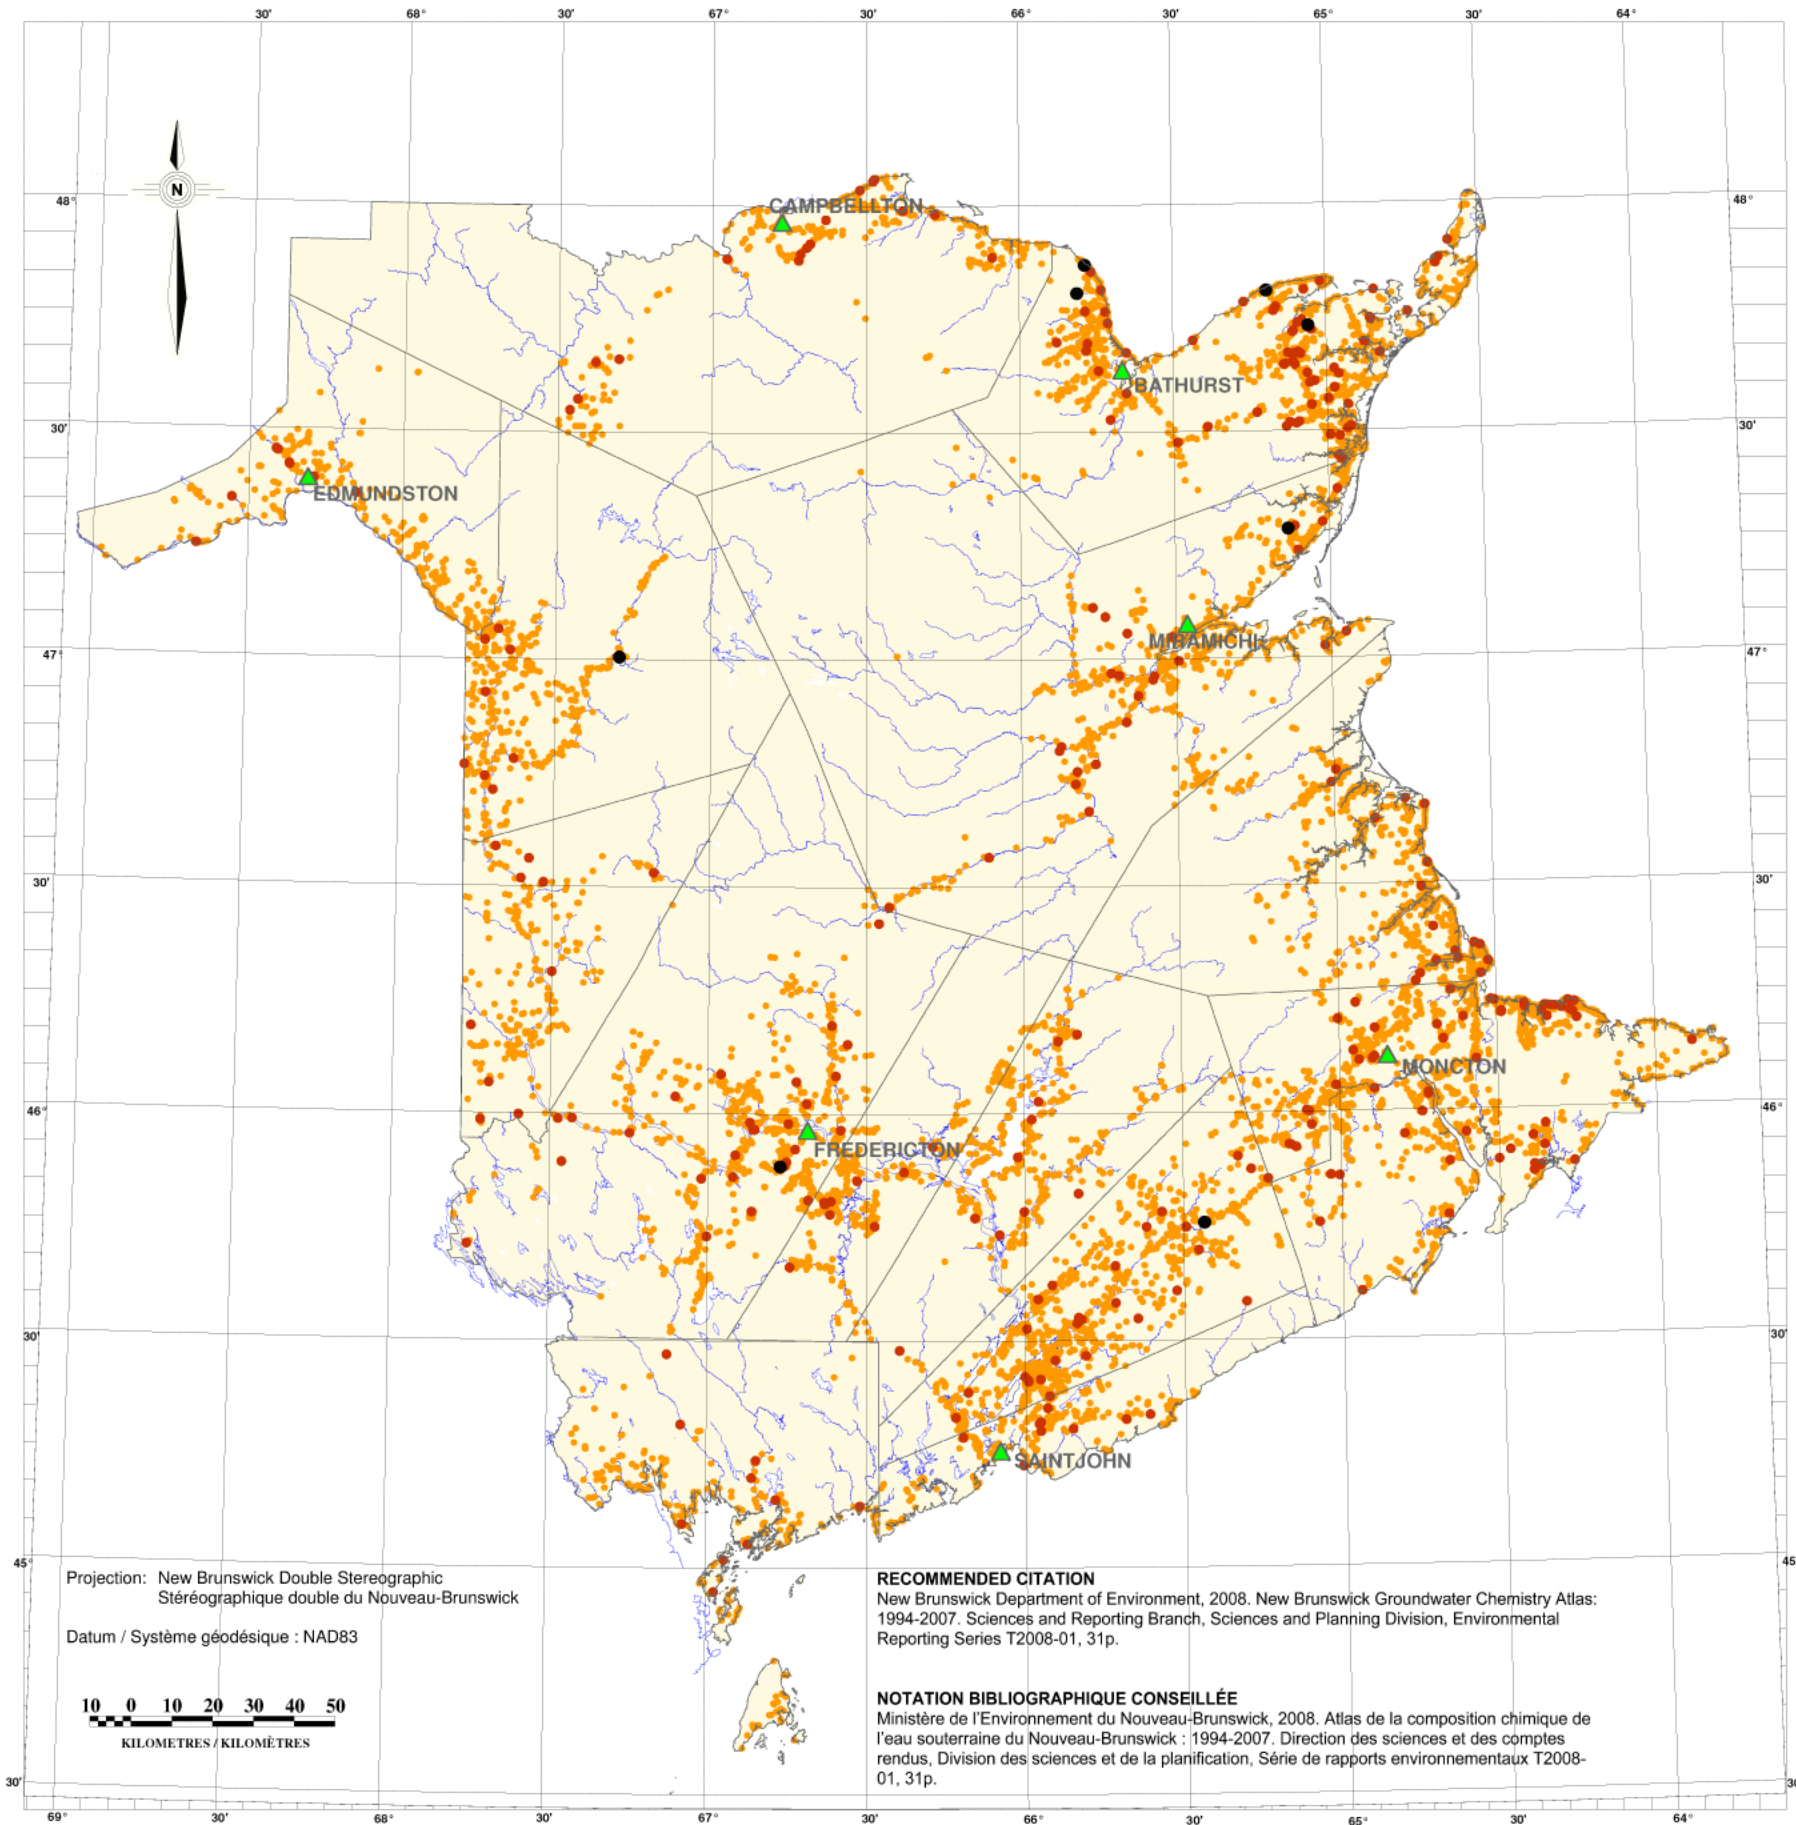 30'
68°
30'
67°
30'
66°
30'
65°
30'
64°
N
48°
48°
CAMPBELLTON
BATHURST
30'
30'
EDMUNDSTON
MIRAMICHI
47°
47°
30'
30'
MONCTON
46°
46°
FREDERICTON
30'
30'
SAINT JOHN
45°
45
Projection: New Brunswick Double Stereographic
Stéréographique double du Nouveau-Brunswick
Datum / Système géodésique : NAD83
10 0 10 20 30 40 50
KILOMETRES / KILOMÈTRES
RECOMMENDED CITATION
New Brunswick Department of Environment, 2008. New Brunswick Groundwater Chemistry Atlas:
1994-2007. Sciences and Reporting Branch, Sciences and Planning Division, Environmental
Reporting Series T2008-01, 31p.
NOTATION BIBLIOGRAPHIQUE CONSEILLÉE
Ministère de l'Environnement du Nouveau-Brunswick, 2008. Atlas de la composition chimique de
l'eau souterraine du Nouveau-Brunswick : 1994-2007. Direction des sciences et des comptes
rendus, Division des sciences et de la planification, Série de rapports environnementaux T2008-
01, 31p.
30'
30
69°
30'
68°
30'
67°
30'
66°
30'
65°
30'
64°